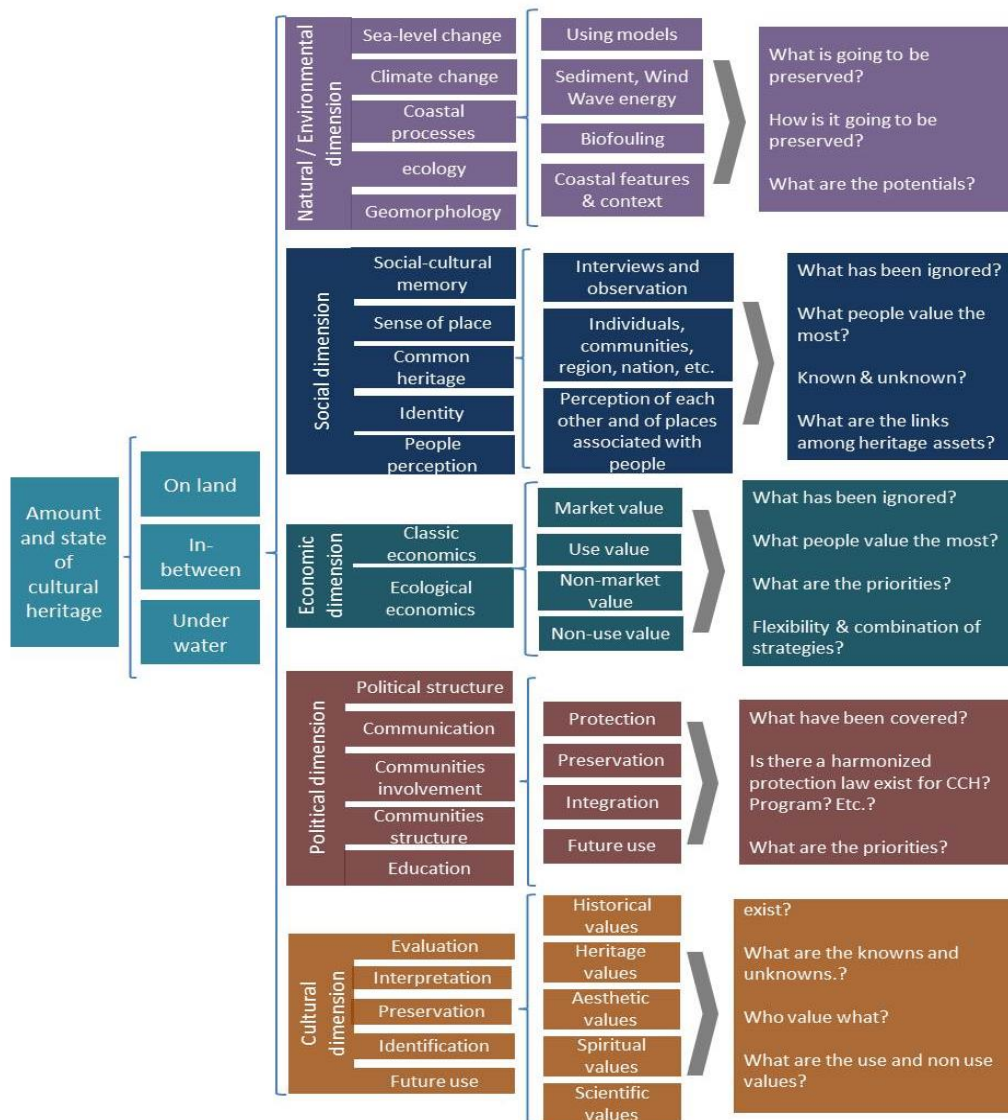 Amount
and state
of
cultural
heritage
On land
In-
between
Under
water
Natural / Environmental
dimension
Sea-level change
Climate change
Coastal
processes
ecology
Geomorphology
Using models
Sediment, Wind
Wave energy
Biofouling
Coastal features
& context
What is going to be
preserved?
How is it going to be
preserved?
What are the potentials?
Social dimension
Social-cultural
memory
Sense of place
Common
heritage
Identity
People
perception
Interviews and
observation
Individuals,
communities,
region, nation, etc.
Perception of each
other and of places
associated with
people
What has been ignored?
What people value the
most?
Known & unknown?
What are the links
among heritage assets?
Economic
dimension
Classic
economics
Ecological
economics
Market value
Use value
Non-market
value
Non-use value
What has been ignored?
What people value the most?
What are the priorities?
Flexibility & combination of
strategies?
Political dimension
Political structure
Communication
Communities
involvement
Communities
structure
Education
Protection
Preservation
Integration
Future use
What have been covered?
Is there a harmonized
protection law exist for CCH?
Program? Etc.?
What are the priorities?
Cultural
dimension
Evaluation
Interpretation
Preservation
Identification
Future use
Historical
values
Heritage
values
Aesthetic
values
Spiritual
values
Scientific
values
exist?
What are the knowns and
unknowns.?
Who value what?
What are the use and non use
values?